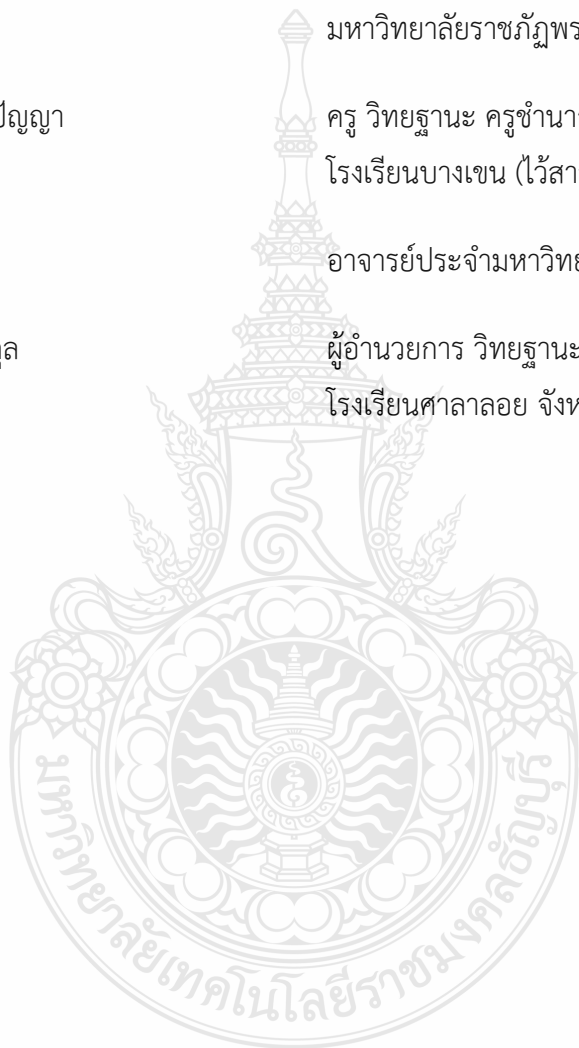 มหาวิทยาลัยราชภัฏพร
ปัญญา ครู วิทยฐานะ ครูชำนา
โรงเรียนบางเขน (ไว้สา
อาจารย์ประจำมหาวิทย
ล ผู้อำนวยการ วิทยฐานะ
โรงเรียนศาลาลอย จังห
มหาวิทยาลัยเทคโนโลยีราชมงคลธัญบุรี